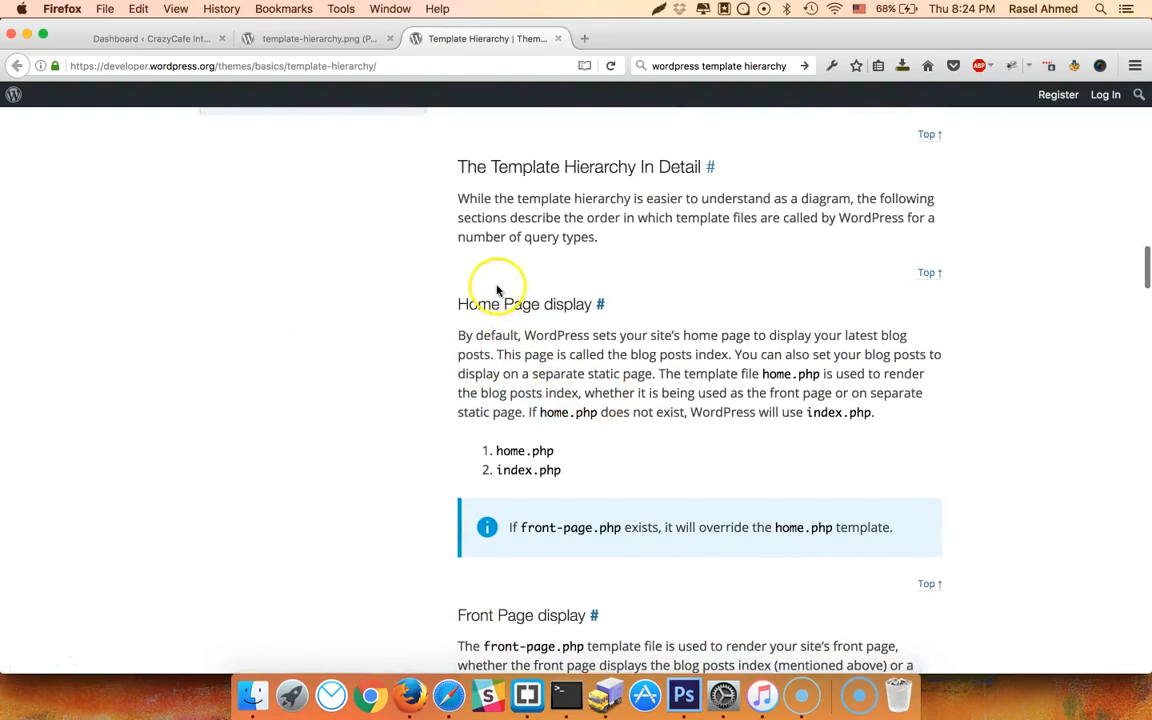 Firefox File Edit View History Bookmarks Tools Window Help 68% Thu 8:24 PM Rasel Ahmed
Dashboard ‹ CrazyCafe Int... × template-hierarchy.png (P... × Template Hierarchy | Them... × +
https://developer.wordpress.org/themes/basics/template-hierarchy/ wordpress template hierarchy
Register Log In
Top ↑
The Template Hierarchy In Detail #
While the template hierarchy is easier to understand as a diagram, the following
sections describe the order in which template files are called by WordPress for a
number of query types.
Top ↑
Home Page display #
By default, WordPress sets your site's home page to display your latest blog
posts. This page is called the blog posts index. You can also set your blog posts to
display on a separate static page. The template file home.php is used to render
the blog posts index, whether it is being used as the front page or on separate
static page. If home.php does not exist, WordPress will use index.php.
1. home.php
2. index.php
If front-page.php exists, it will override the home.php template.
Top ↑
Front Page display #
The front-page.php template file is used to render your site's front page,
whether the front page displays the blog posts index (mentioned above) or a